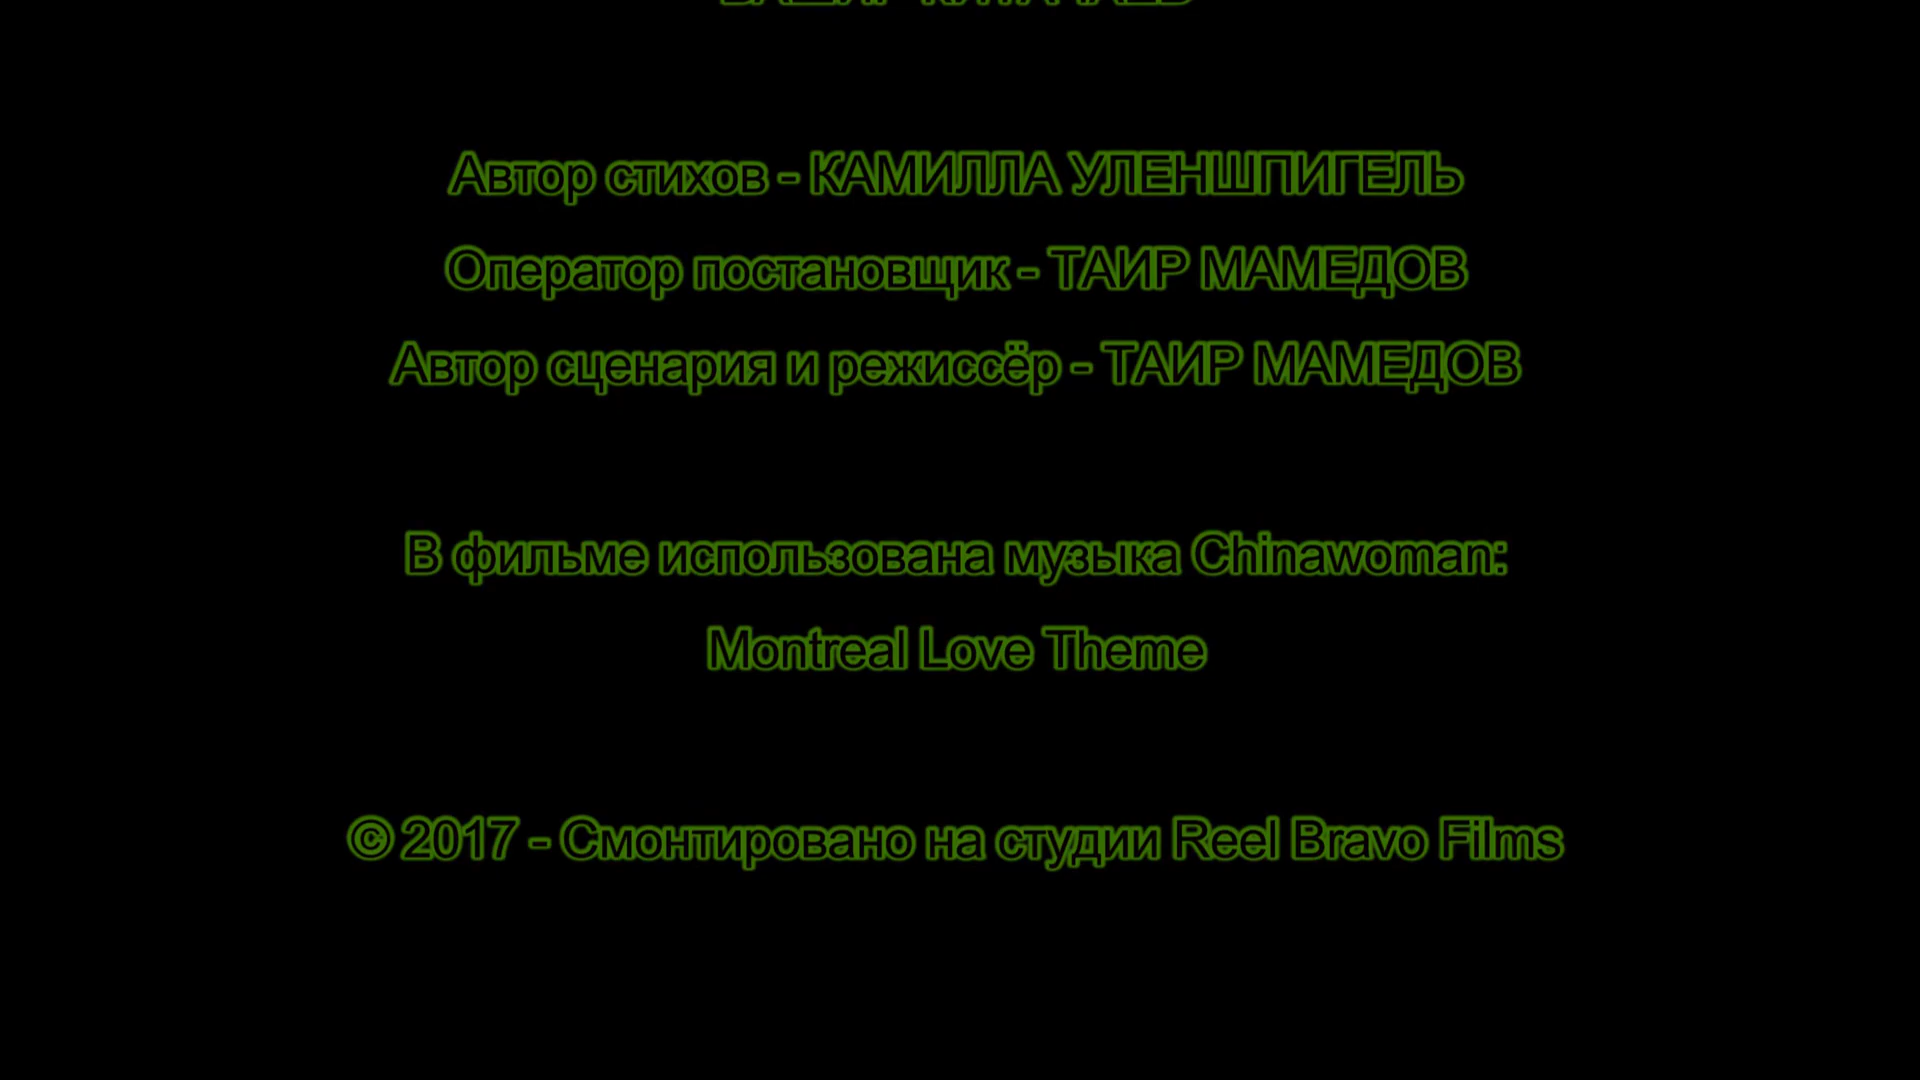 Автор стихов - КАМИЛЛА УЛЕНШПИГЕЛЬ
Оператор постановщик - ТАИР МАМЕДОВ
Автор сценария и режиссёр - ТАИР МАМЕДОВ
В фильме использована музыка Chinawoman:
Montreal Love Theme
© 2017 - Смонтировано на студии Reel Bravo Films